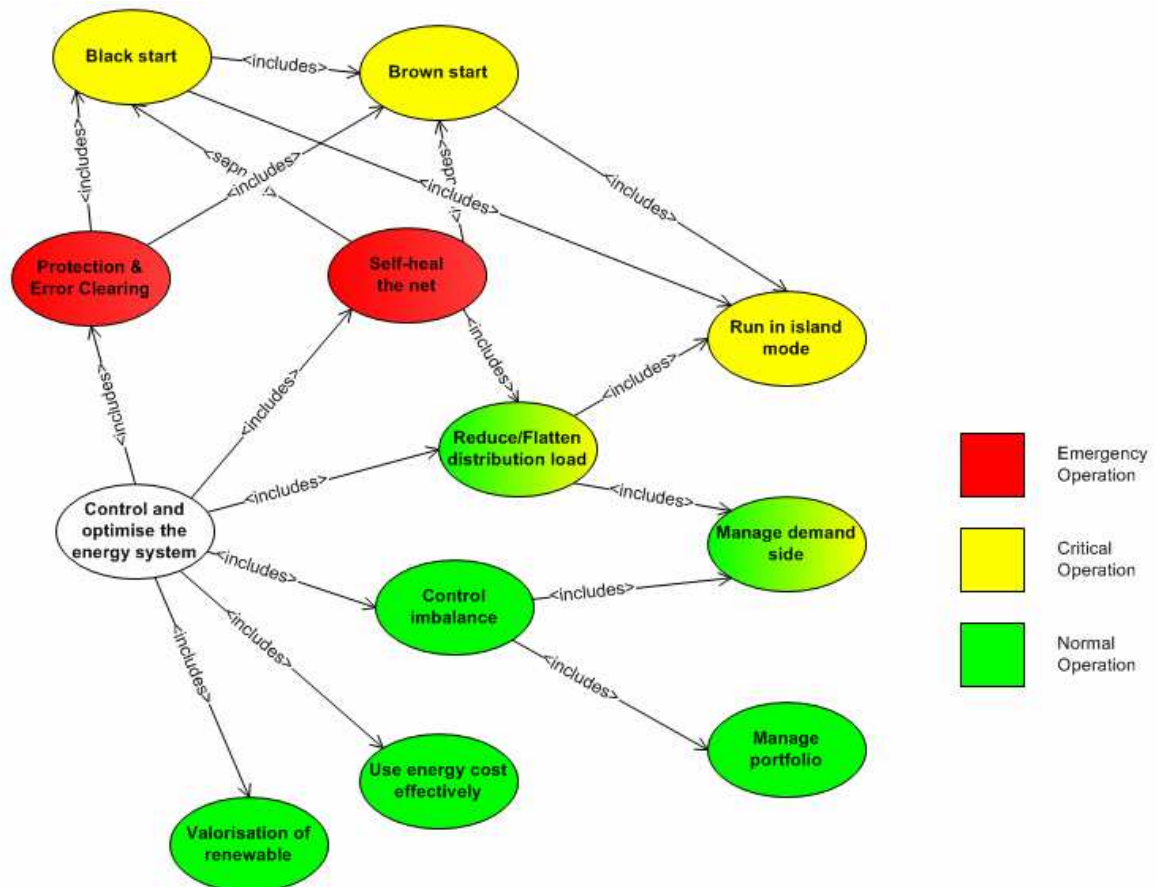 Black start
<includes>
Brown start
<includes>
<includes>
<includes>
<includes>
<includes>
Protection &
Error Clearing
Self-heal
the net
Run in island
mode
<includes>
<includes>
<includes>
<includes>
Reduce/Flatten
distribution load
<includes>
<includes>
Control and
optimise the
energy system
Manage demand
side
<includes>
<includes>
Control
imbalance
<includes>
<includes>
<includes>
Manage
portfolio
Use energy cost
effectively
Valorisation of
renewable
Emergency
Operation
Critical
Operation
Normal
Operation